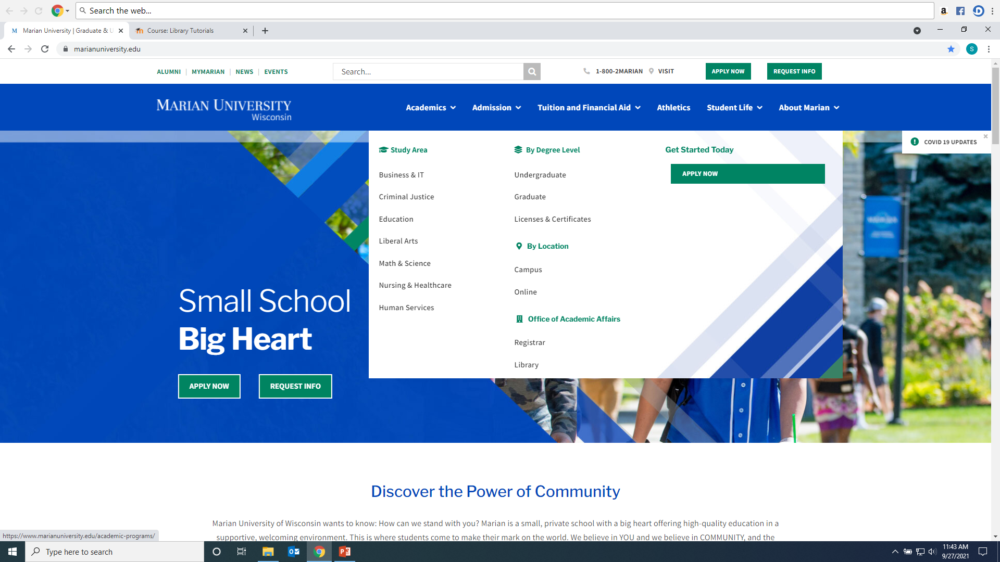 Search the web...
Marian University | Graduate & U
Course: Library Tutorials
marianuniversity.edu
S
ALUMNI | MYMARIAN | NEWS | EVENTS
Search...
1-800-2MARIAN VISIT
APPLY NOW
REQUEST INFO
MARIAN UNIVERSITY
Wisconsin
Academics Admission Tuition and Financial Aid Athletics Student Life About Marian
COVID 19 UPDATES
Study Area
Business & IT
Criminal Justice
Education
Liberal Arts
Math & Science
Nursing & Healthcare
Human Services
By Degree Level
Undergraduate
Graduate
Licenses & Certificates
By Location
Campus
Online
Office of Academic Affairs
Registrar
Library
Get Started Today
APPLY NOW
Small School
Big Heart
APPLY NOW
REQUEST INFO
Discover the Power of Community
Marian University of Wisconsin wants to know: How can we stand with you? Marian is a small, private school with a big heart offering high-quality education in a
supportive, welcoming environment. This is where students come to make their mark on the world. We believe in YOU and we believe in COMMUNITY, and the
https://www.marianuniversity.edu/academic-programs/
Type here to search
11:43 AM
9/27/2021